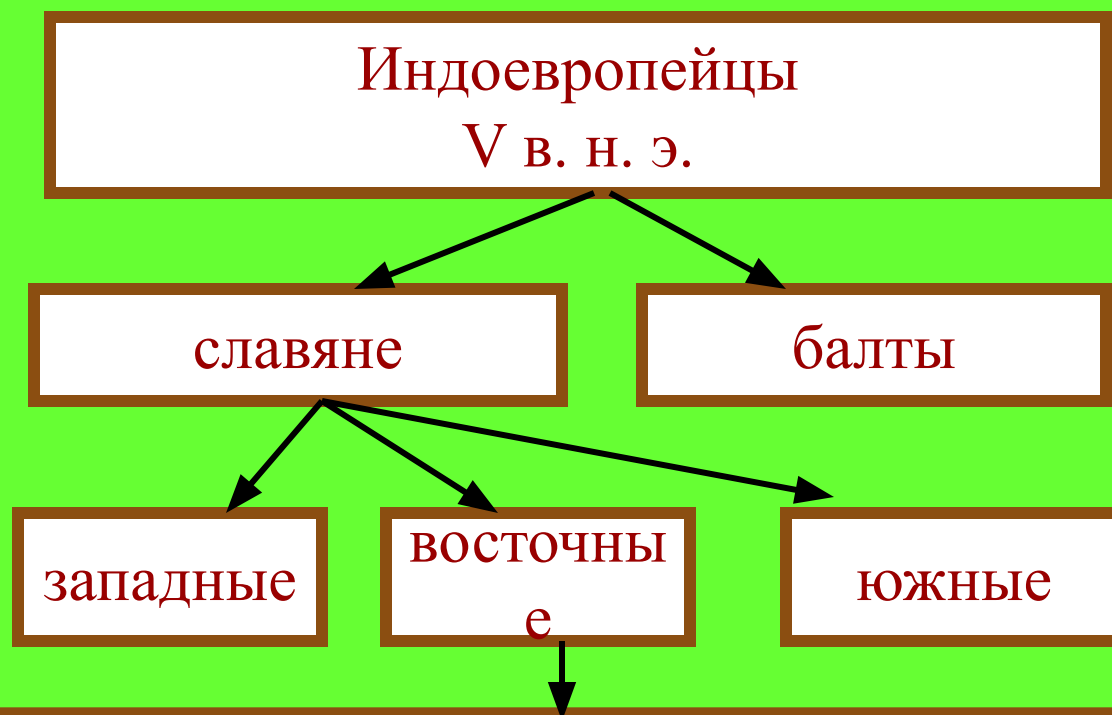 Индоевропейцы
V в. н. э.
славяне
балты
западные
восточны
е
южные